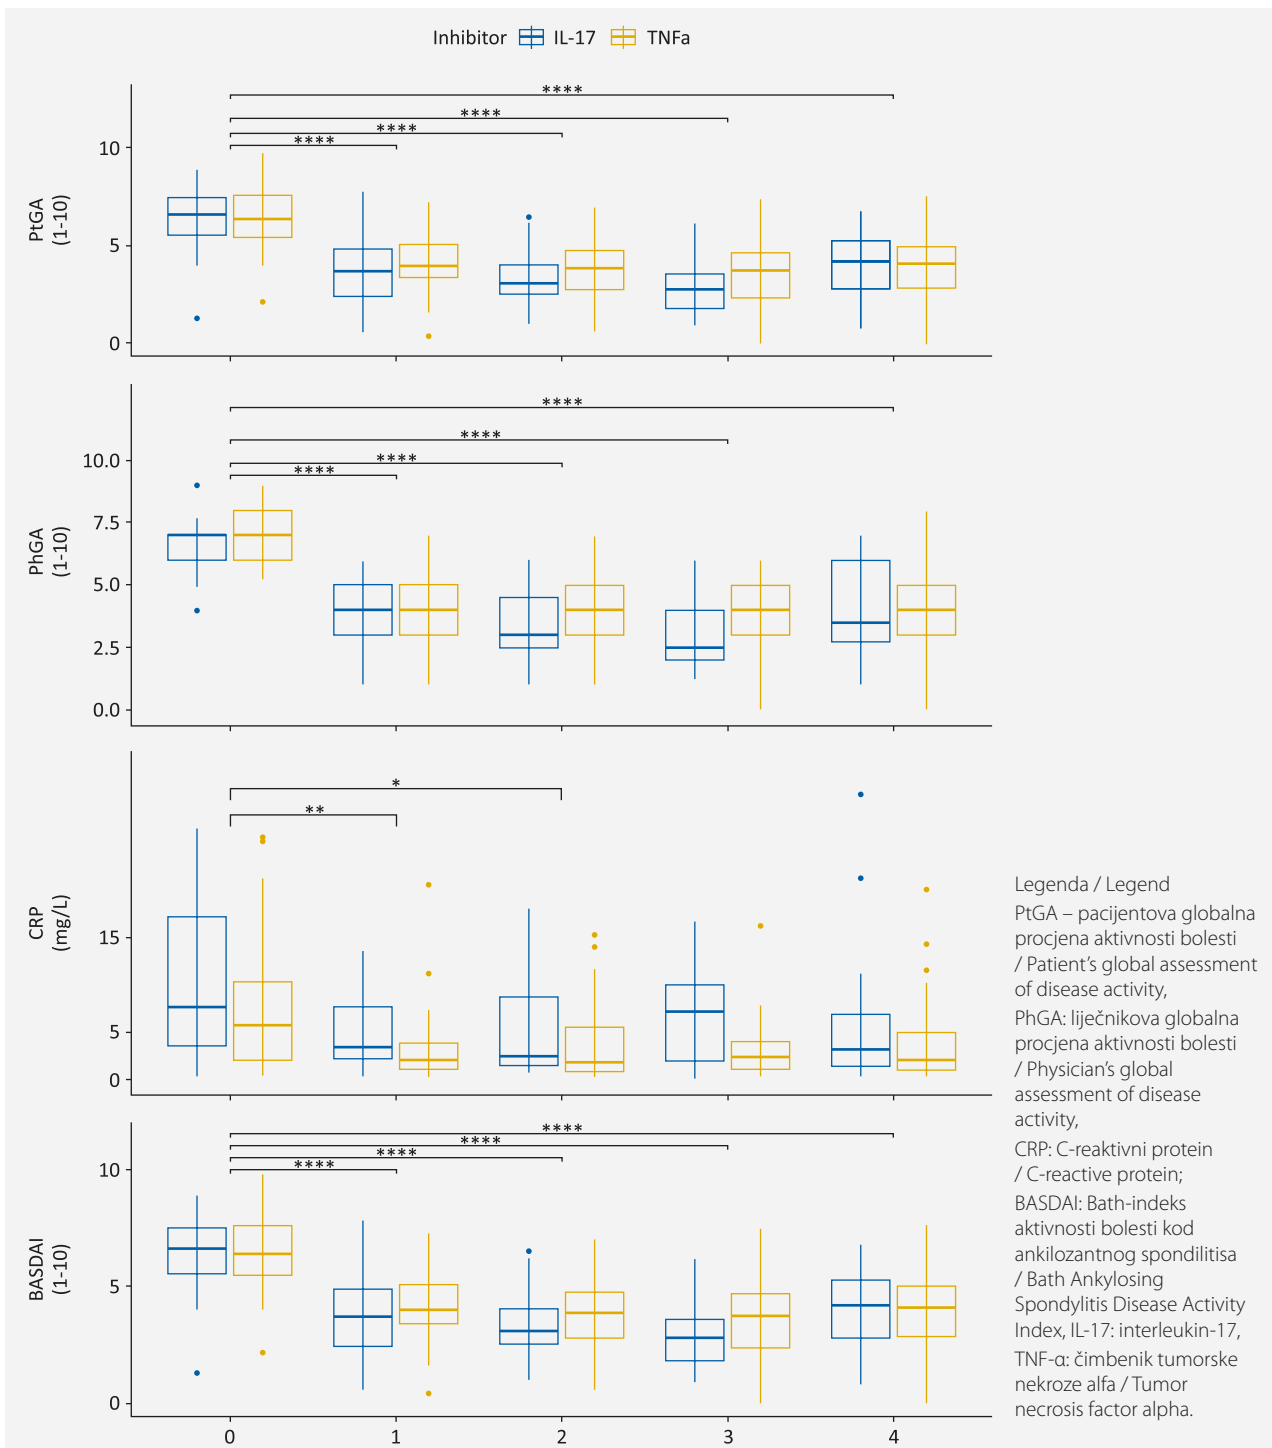 Inhibitor IL-17 TNFa
****
****
****
****
10
5
0
PtGA
(1-10)
****
****
****
****
10.0
7.5
5.0
2.5
0.0
PhGA
(1-10)
*
**
15
5
0
CRP
(mg/L)
****
****
****
****
10
5
0
BASDAI
(1-10)
0 1 2 3 4
Legenda / Legend
PtGA – pacijentova globalna
procjena aktivnosti bolesti
/ Patient’s global assessment
of disease activity,
PhGA: liječnikova globalna
procjena aktivnosti bolesti
/ Physician’s global
assessment of disease
activity,
CRP: C-reaktivni protein
/ C-reactive protein;
BASDAI: Bath-indeks
aktivnosti bolesti kod
ankilozantnog spondilitisa
/ Bath Ankylosing
Spondylitis Disease Activity
Index, IL-17: interleukin-17,
TNF-α: čimbenik tumorske
nekroze alfa / Tumor
necrosis factor alpha.